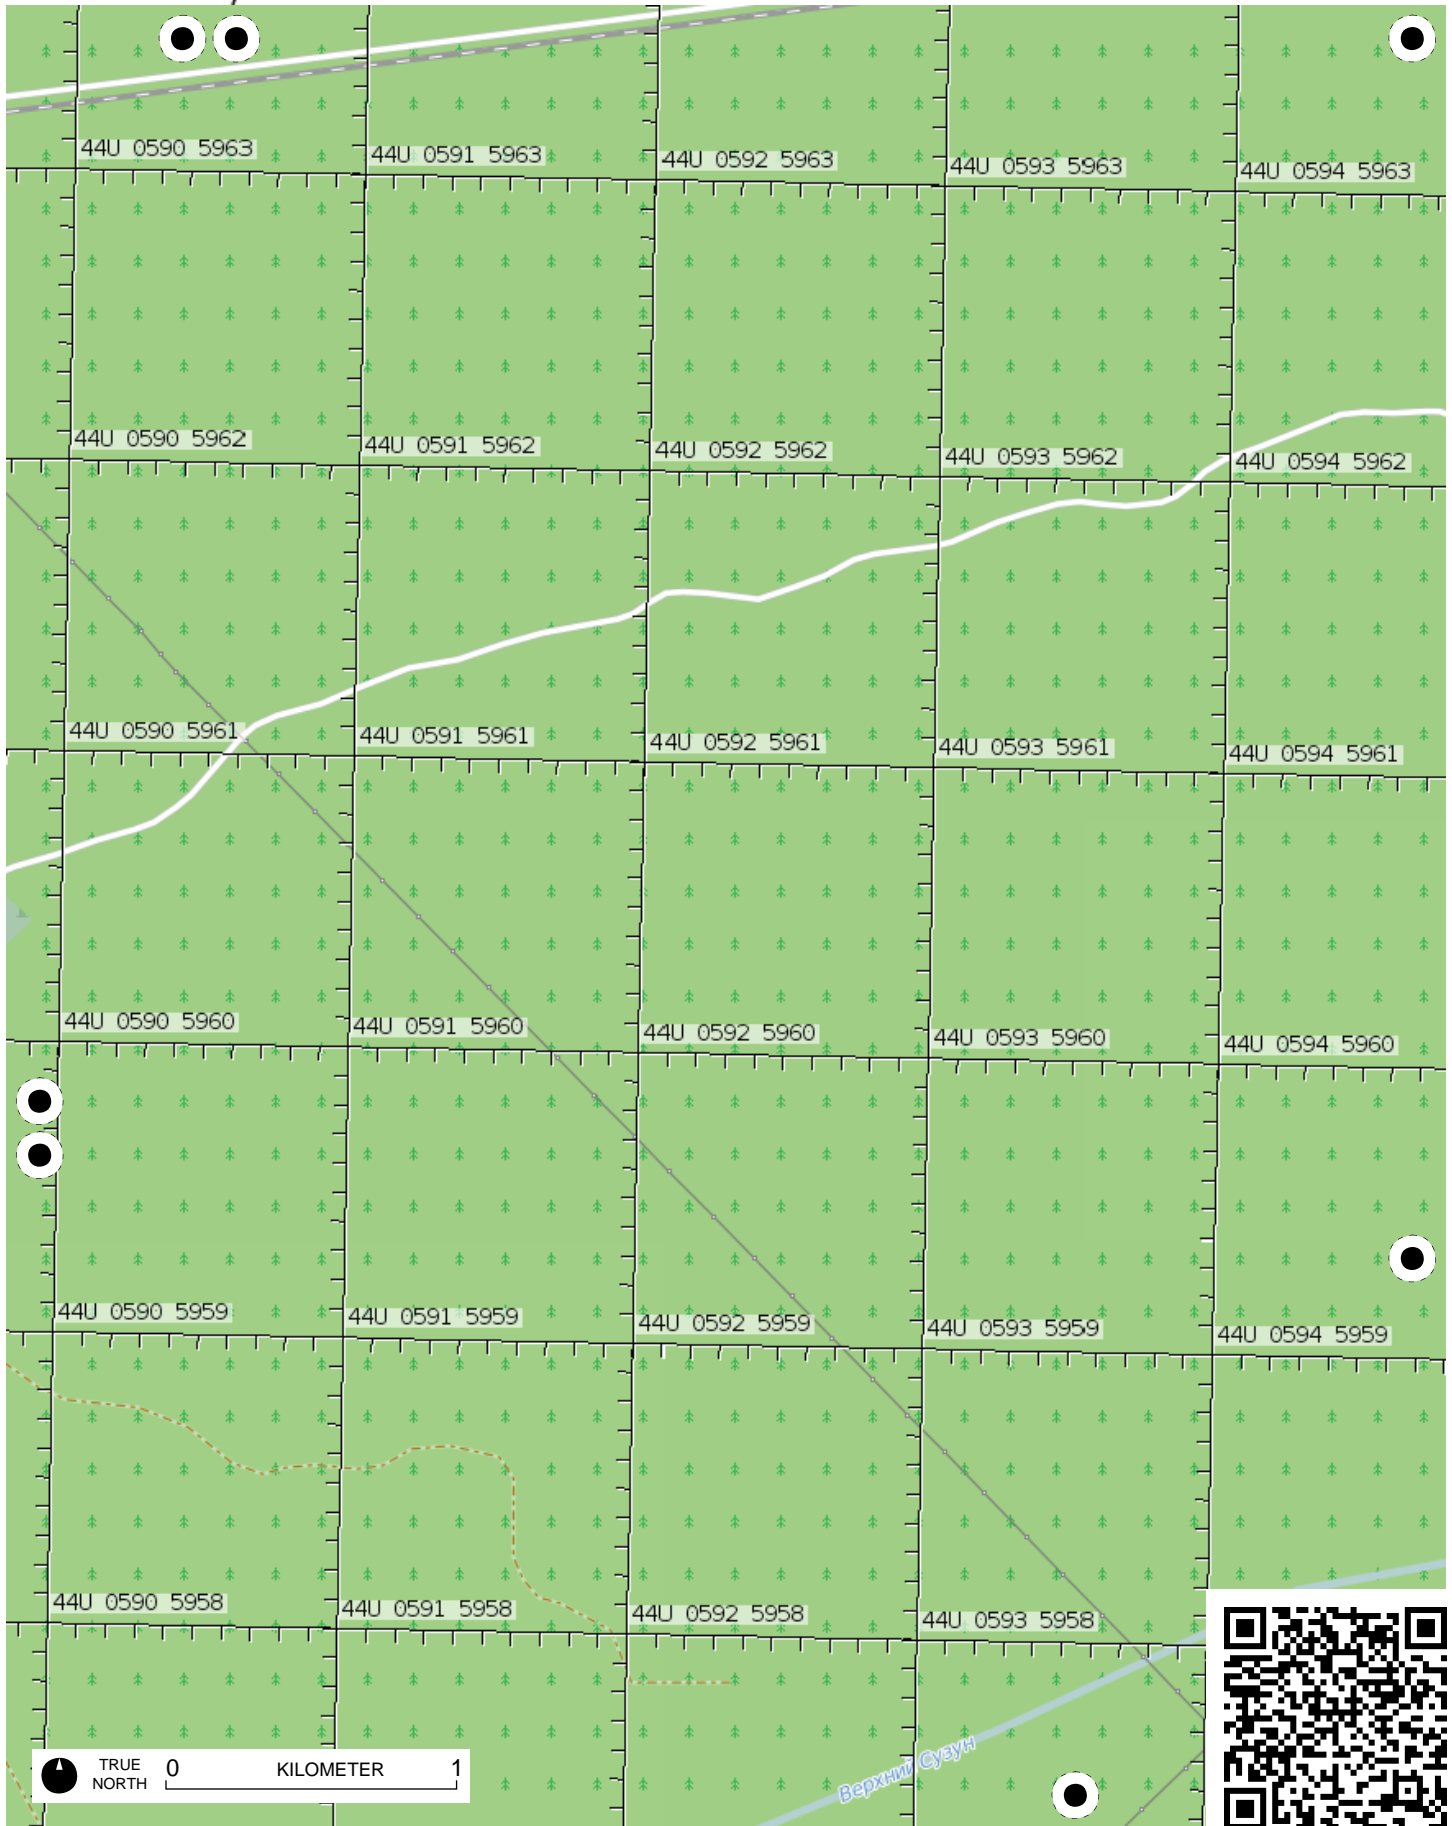 44U 0590 5963
44U 0591 5963
44U 0592 5963
44U 0593 5963
44U 0594 5963
44U 0590 5962
44U 0591 5962
44U 0592 5962
44U 0593 5962
44U 0594 5962
44U 0590 5961
44U 0591 5961
44U 0592 5961
44U 0593 5961
44U 0594 5961
44U 0590 5960
44U 0591 5960
44U 0592 5960
44U 0593 5960
44U 0594 5960
44U 0590 5959
44U 0591 5959
44U 0592 5959
44U 0593 5959
44U 0594 5959
44U 0590 5958
44U 0591 5958
44U 0592 5958
44U 0593 5958
Верхний Сузун
TRUE NORTH
0 KILOMETER 1